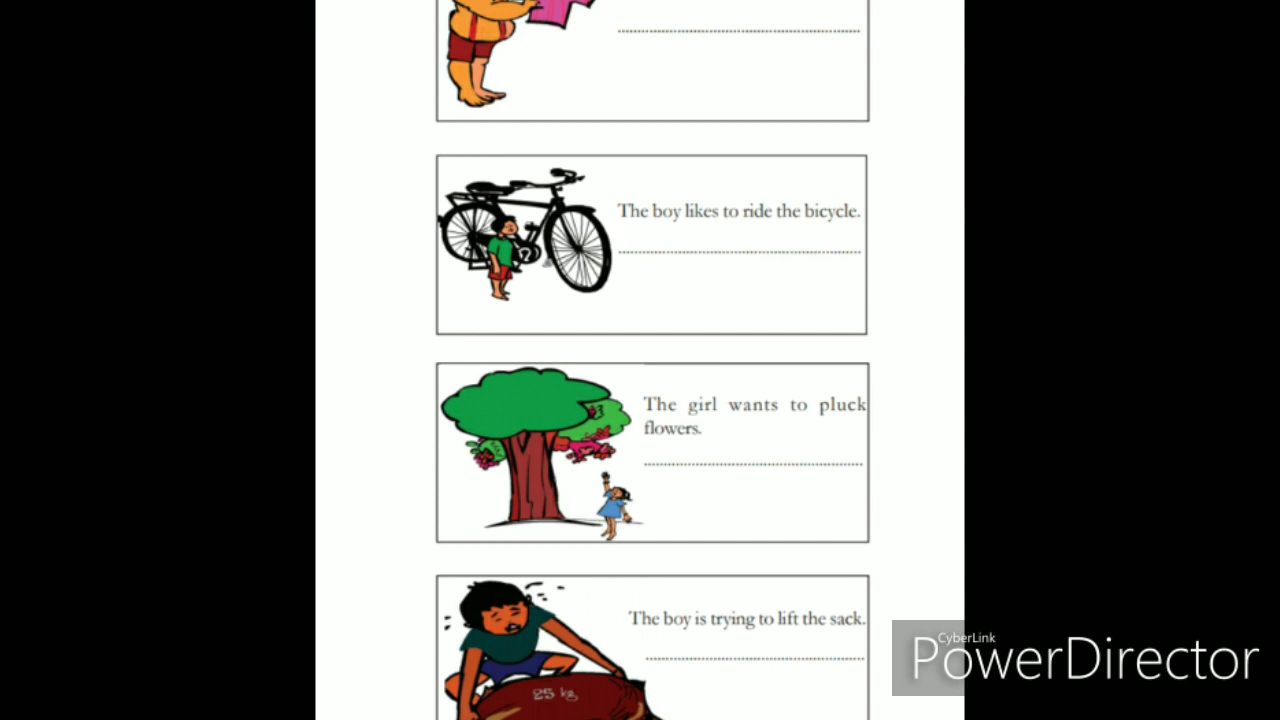 The boy likes to ride the bicycle.
The girl wants to pluck
flowers.
The boy is trying to lift the sack.
25 kg
CyberLink
PowerDirector